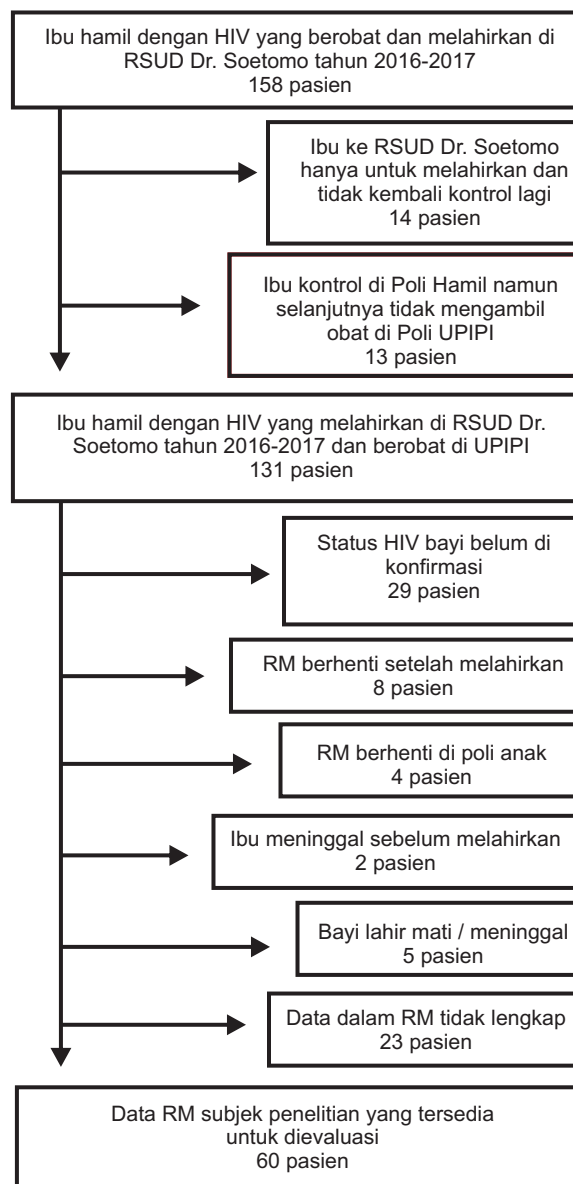 Ibu hamil dengan HIV yang berobat dan melahirkan di
RSUD Dr. Soetomo tahun 2016-2017
158 pasien
Ibu ke RSUD Dr. Soetomo
hanya untuk melahirkan dan
tidak kembali kontrol lagi
14 pasien
Ibu kontrol di Poli Hamil namun
selanjutnya tidak mengambil
obat di Poli UPIPI
13 pasien
Ibu hamil dengan HIV yang melahirkan di RSUD Dr.
Soetomo tahun 2016-2017 dan berobat di UPIPI
131 pasien
Status HIV bayi belum di
konfirmasi
29 pasien
RM berhenti setelah melahirkan
8 pasien
RM berhenti di poli anak
4 pasien
Ibu meninggal sebelum melahirkan
2 pasien
Bayi lahir mati / meninggal
5 pasien
Data dalam RM tidak lengkap
23 pasien
Data RM subjek penelitian yang tersedia
untuk dievaluasi
60 pasien